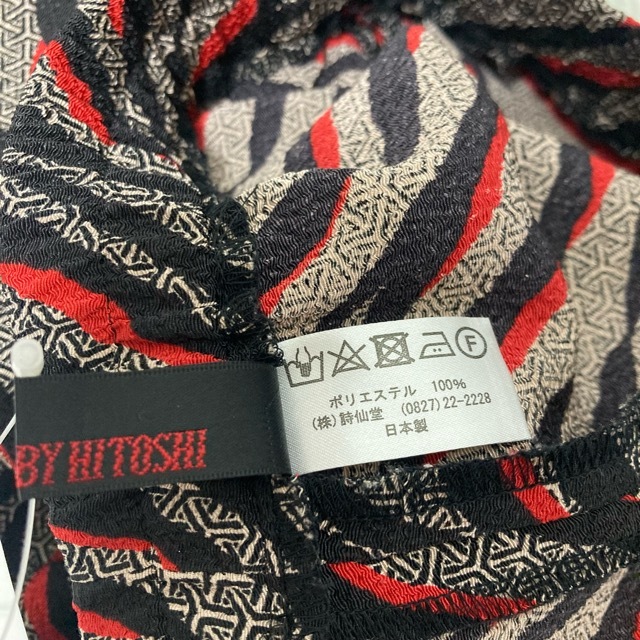 BY HITOSHI
F
ポリエステル 100%
(株)詩仙堂 (0827)22-2228
日本製